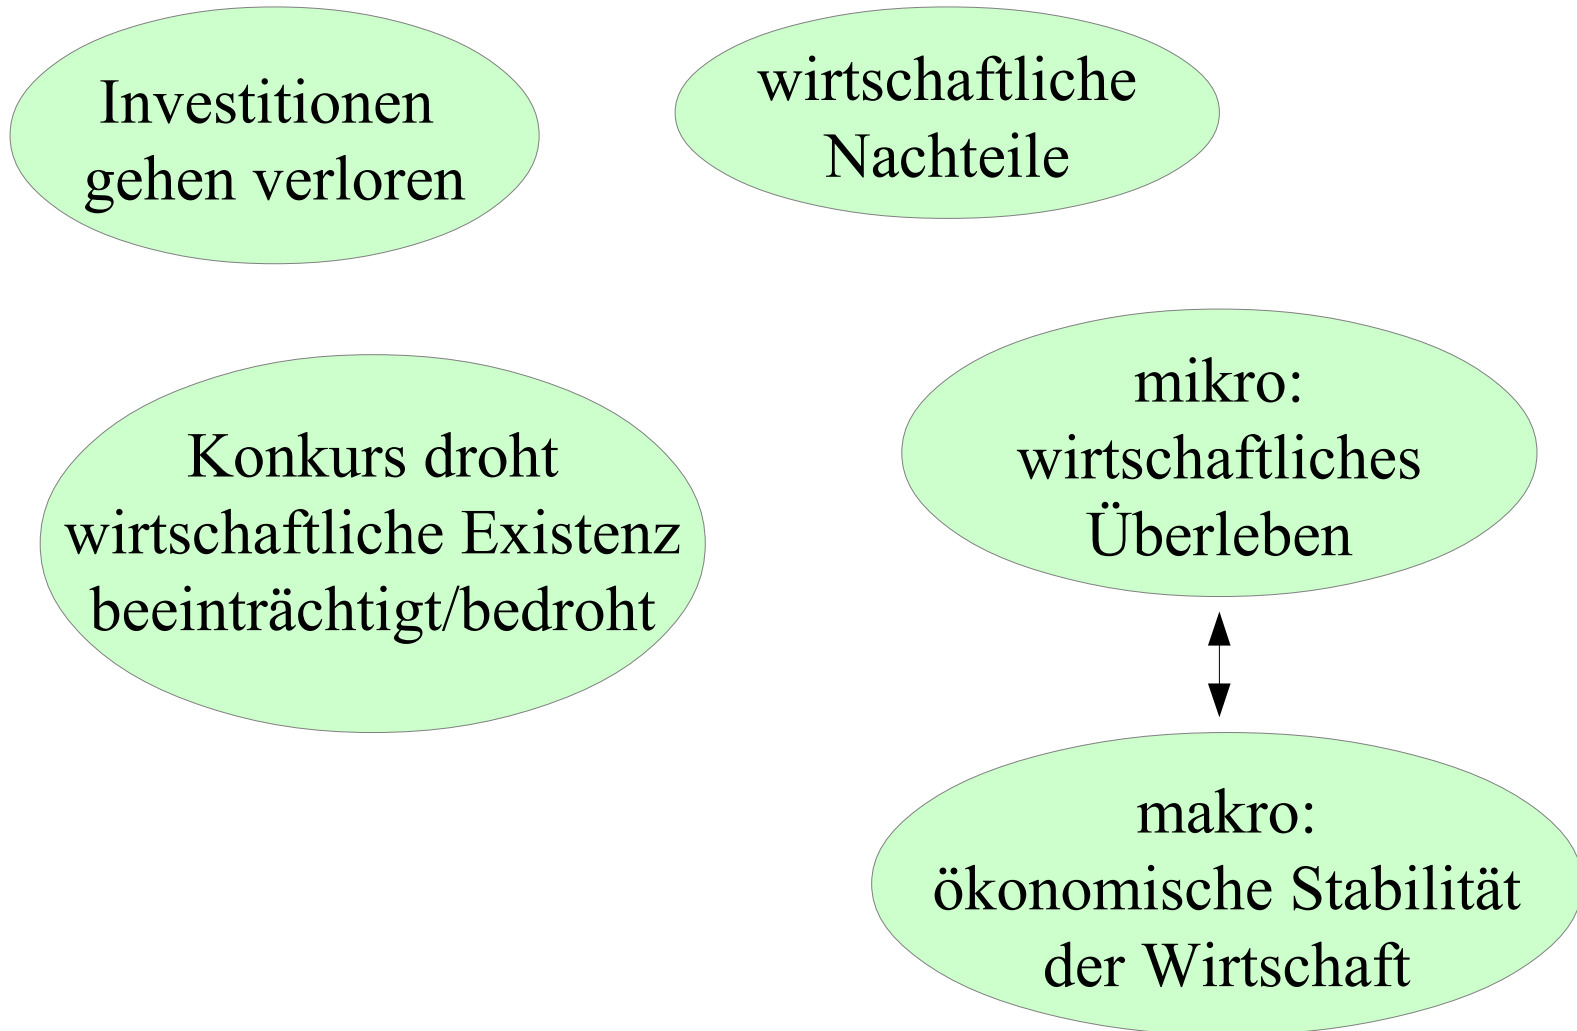 Investitionen
gehen verloren
wirtschaftliche
Nachteile
Konkurs droht
wirtschaftliche Existenz
beeinträchtigt/bedroht
mikro:
wirtschaftliches
Überleben
makro:
ökonomische Stabilität
der Wirtschaft